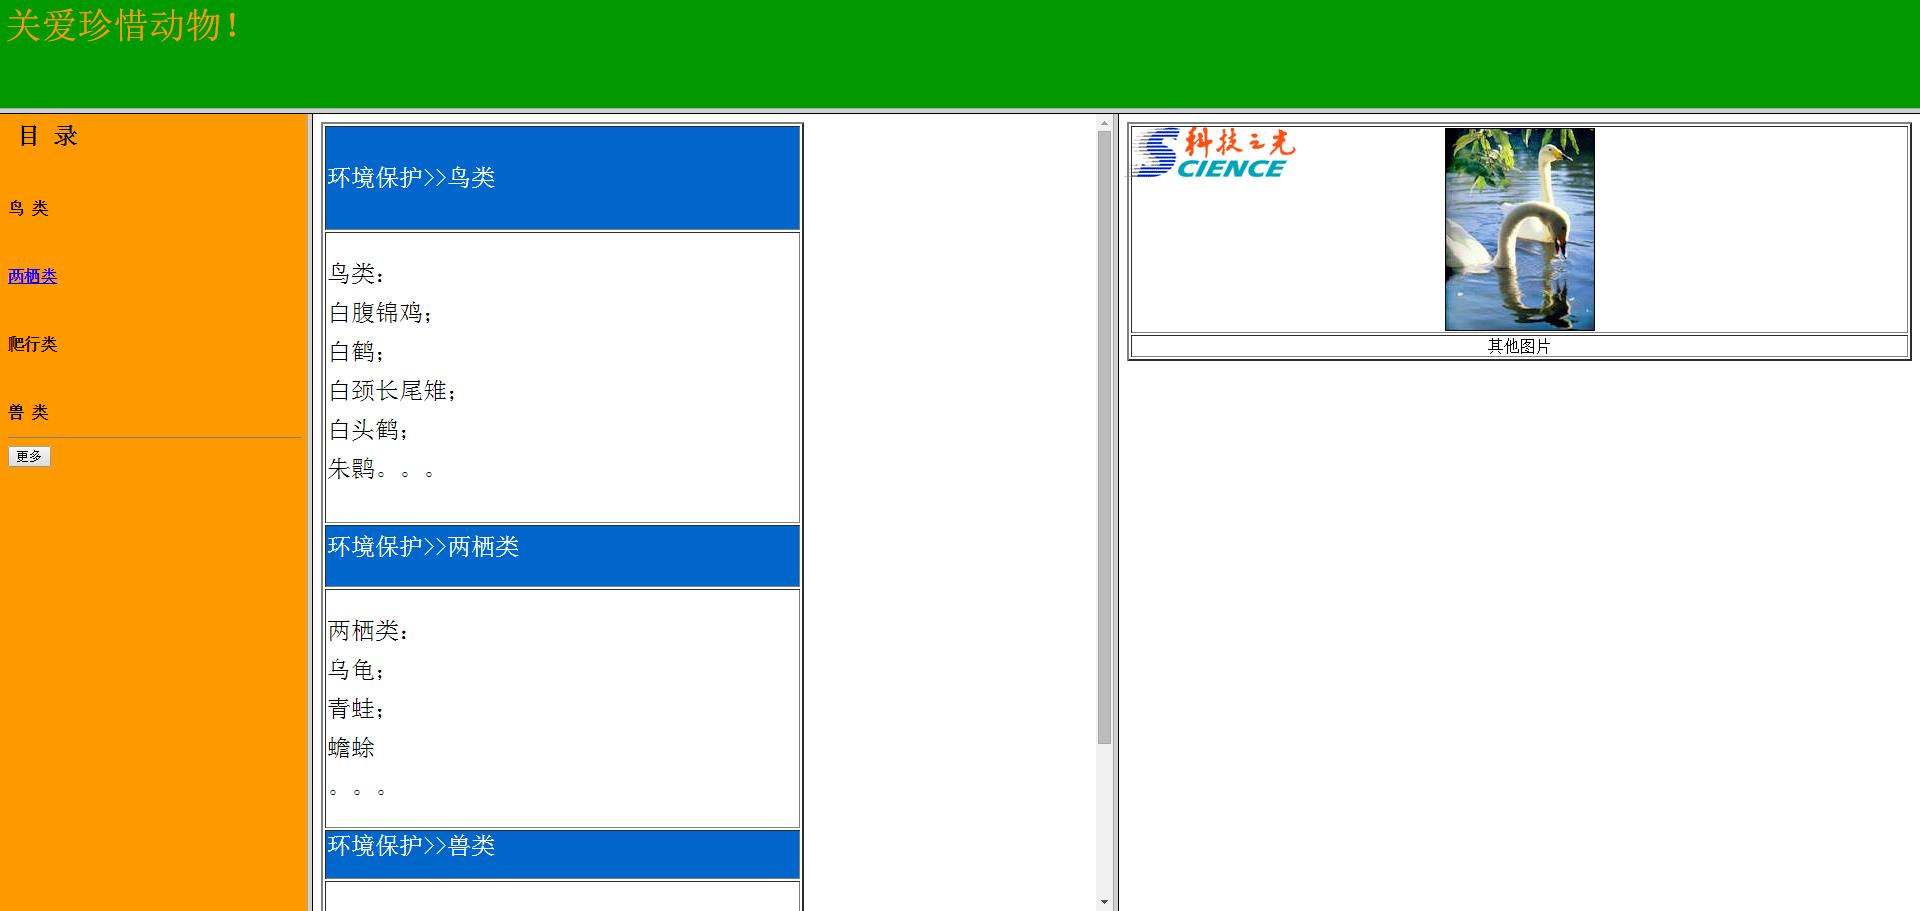 关爱珍惜动物！
目 录
鸟 类
两栖类
爬行类
兽 类
更多
环境保护>>鸟类
鸟类：
白腹锦鸡；
白鹤；
白颈长尾雉；
白头鹤；
朱鹮。。。
环境保护>>两栖类
两栖类：
乌龟；
青蛙；
蟾蜍
。。。
环境保护>>兽类
科技之光
SCIENCE
其他图片